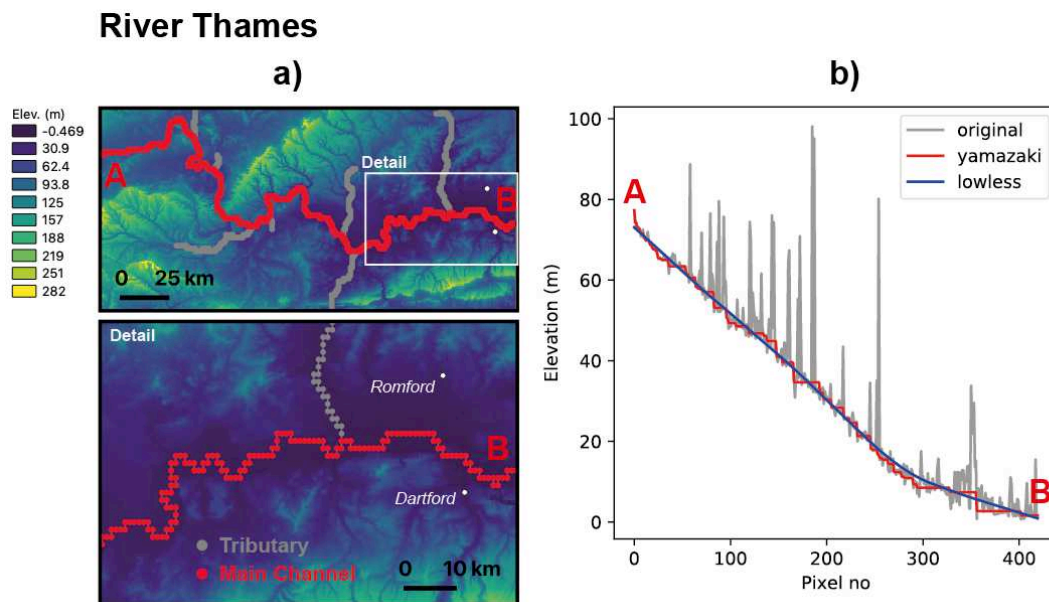 River Thames
a)
b)
Elev. (m)
-0.469
30.9
62.4
93.8
125
157
188
219
251
282
A
Detail
B
0 25 km
Detail
Romford
B
Dartford
Tributary
Main Channel
0 10 km
100
80
60
40
20
0
Elevation (m)
original
yamazaki
lowless
A
B
0 100 200 300 400
Pixel no